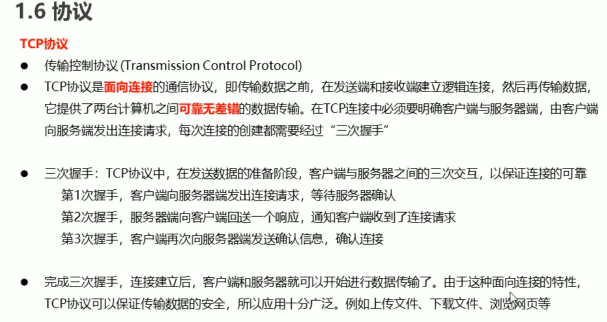 1.6 协议
TCP协议
● 传输控制协议 (Transmission Control Protocol)
● TCP协议是面向连接的通信协议，即传输数据之前，在发送端和接收端建立逻辑连接，然后再传输数据，
它提供了两台计算机之间可靠无差错的数据传输。在TCP连接中必须要明确客户端与服务器端，由客户端
向服务端发出连接请求，每次连接的创建都需要经过“三次握手”
● 三次握手：TCP协议中，在发送数据的准备阶段，客户端与服务器之间的三次交互，以保证连接的可靠
第1次握手，客户端向服务器端发出连接请求，等待服务器确认
第2次握手，服务器端向客户端回送一个响应，通知客户端收到了连接请求
第3次握手，客户端再次向服务器端发送确认信息，确认连接
● 完成三次握手，连接建立后，客户端和服务器就可以开始进行数据传输了。由于这种面向连接的特性，
TCP协议可以保证传输数据的安全，所以应用十分广泛。例如上传文件、下载文件、浏览网页等